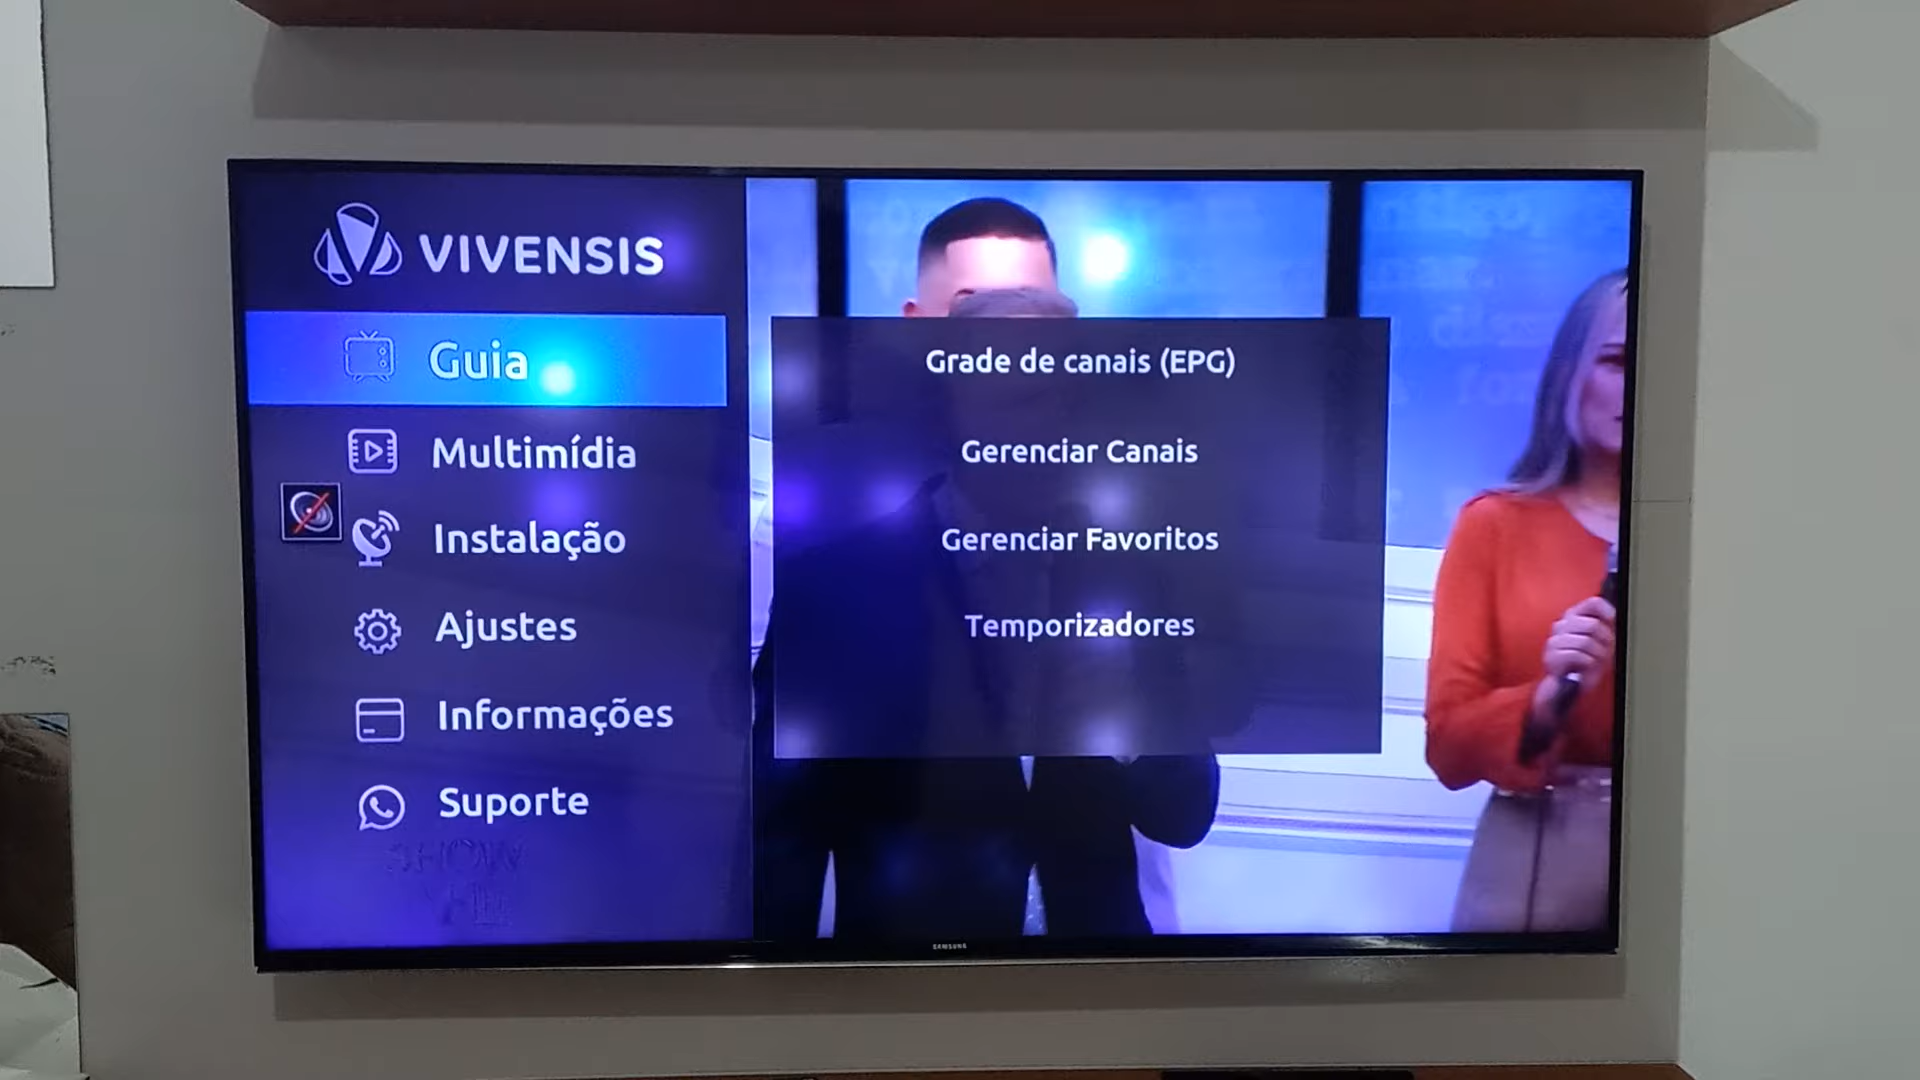 VIVENSIS
Guia
Multimídia
Instalação
Ajustes
Informações
Suporte
Grade de canais (EPG)
Gerenciar Canais
Gerenciar Favoritos
Temporizadores
SAMSUNG